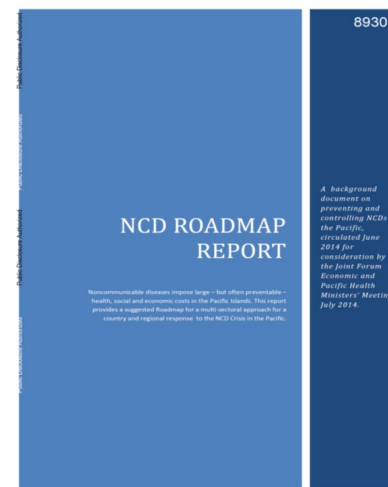 Public Disclosure Authorized
Public Disclosure Authorized
Public Disclosure Authorized
Public Disclosure Authorized
8930
NCD ROADMAP
REPORT
Noncommunicable diseases impose large – but often preventable –
health, social and economic costs in the Pacific Islands. This report
provides a suggested Roadmap for a multi-sectoral approach for a
country and regional response to the NCD Crisis in the Pacific.
A background
document on
preventing and
controlling NCDs
the Pacific,
circulated June
2014 for
consideration by
the Joint Forum
Economic and
Pacific Health
Ministers' Meetin
July 2014.